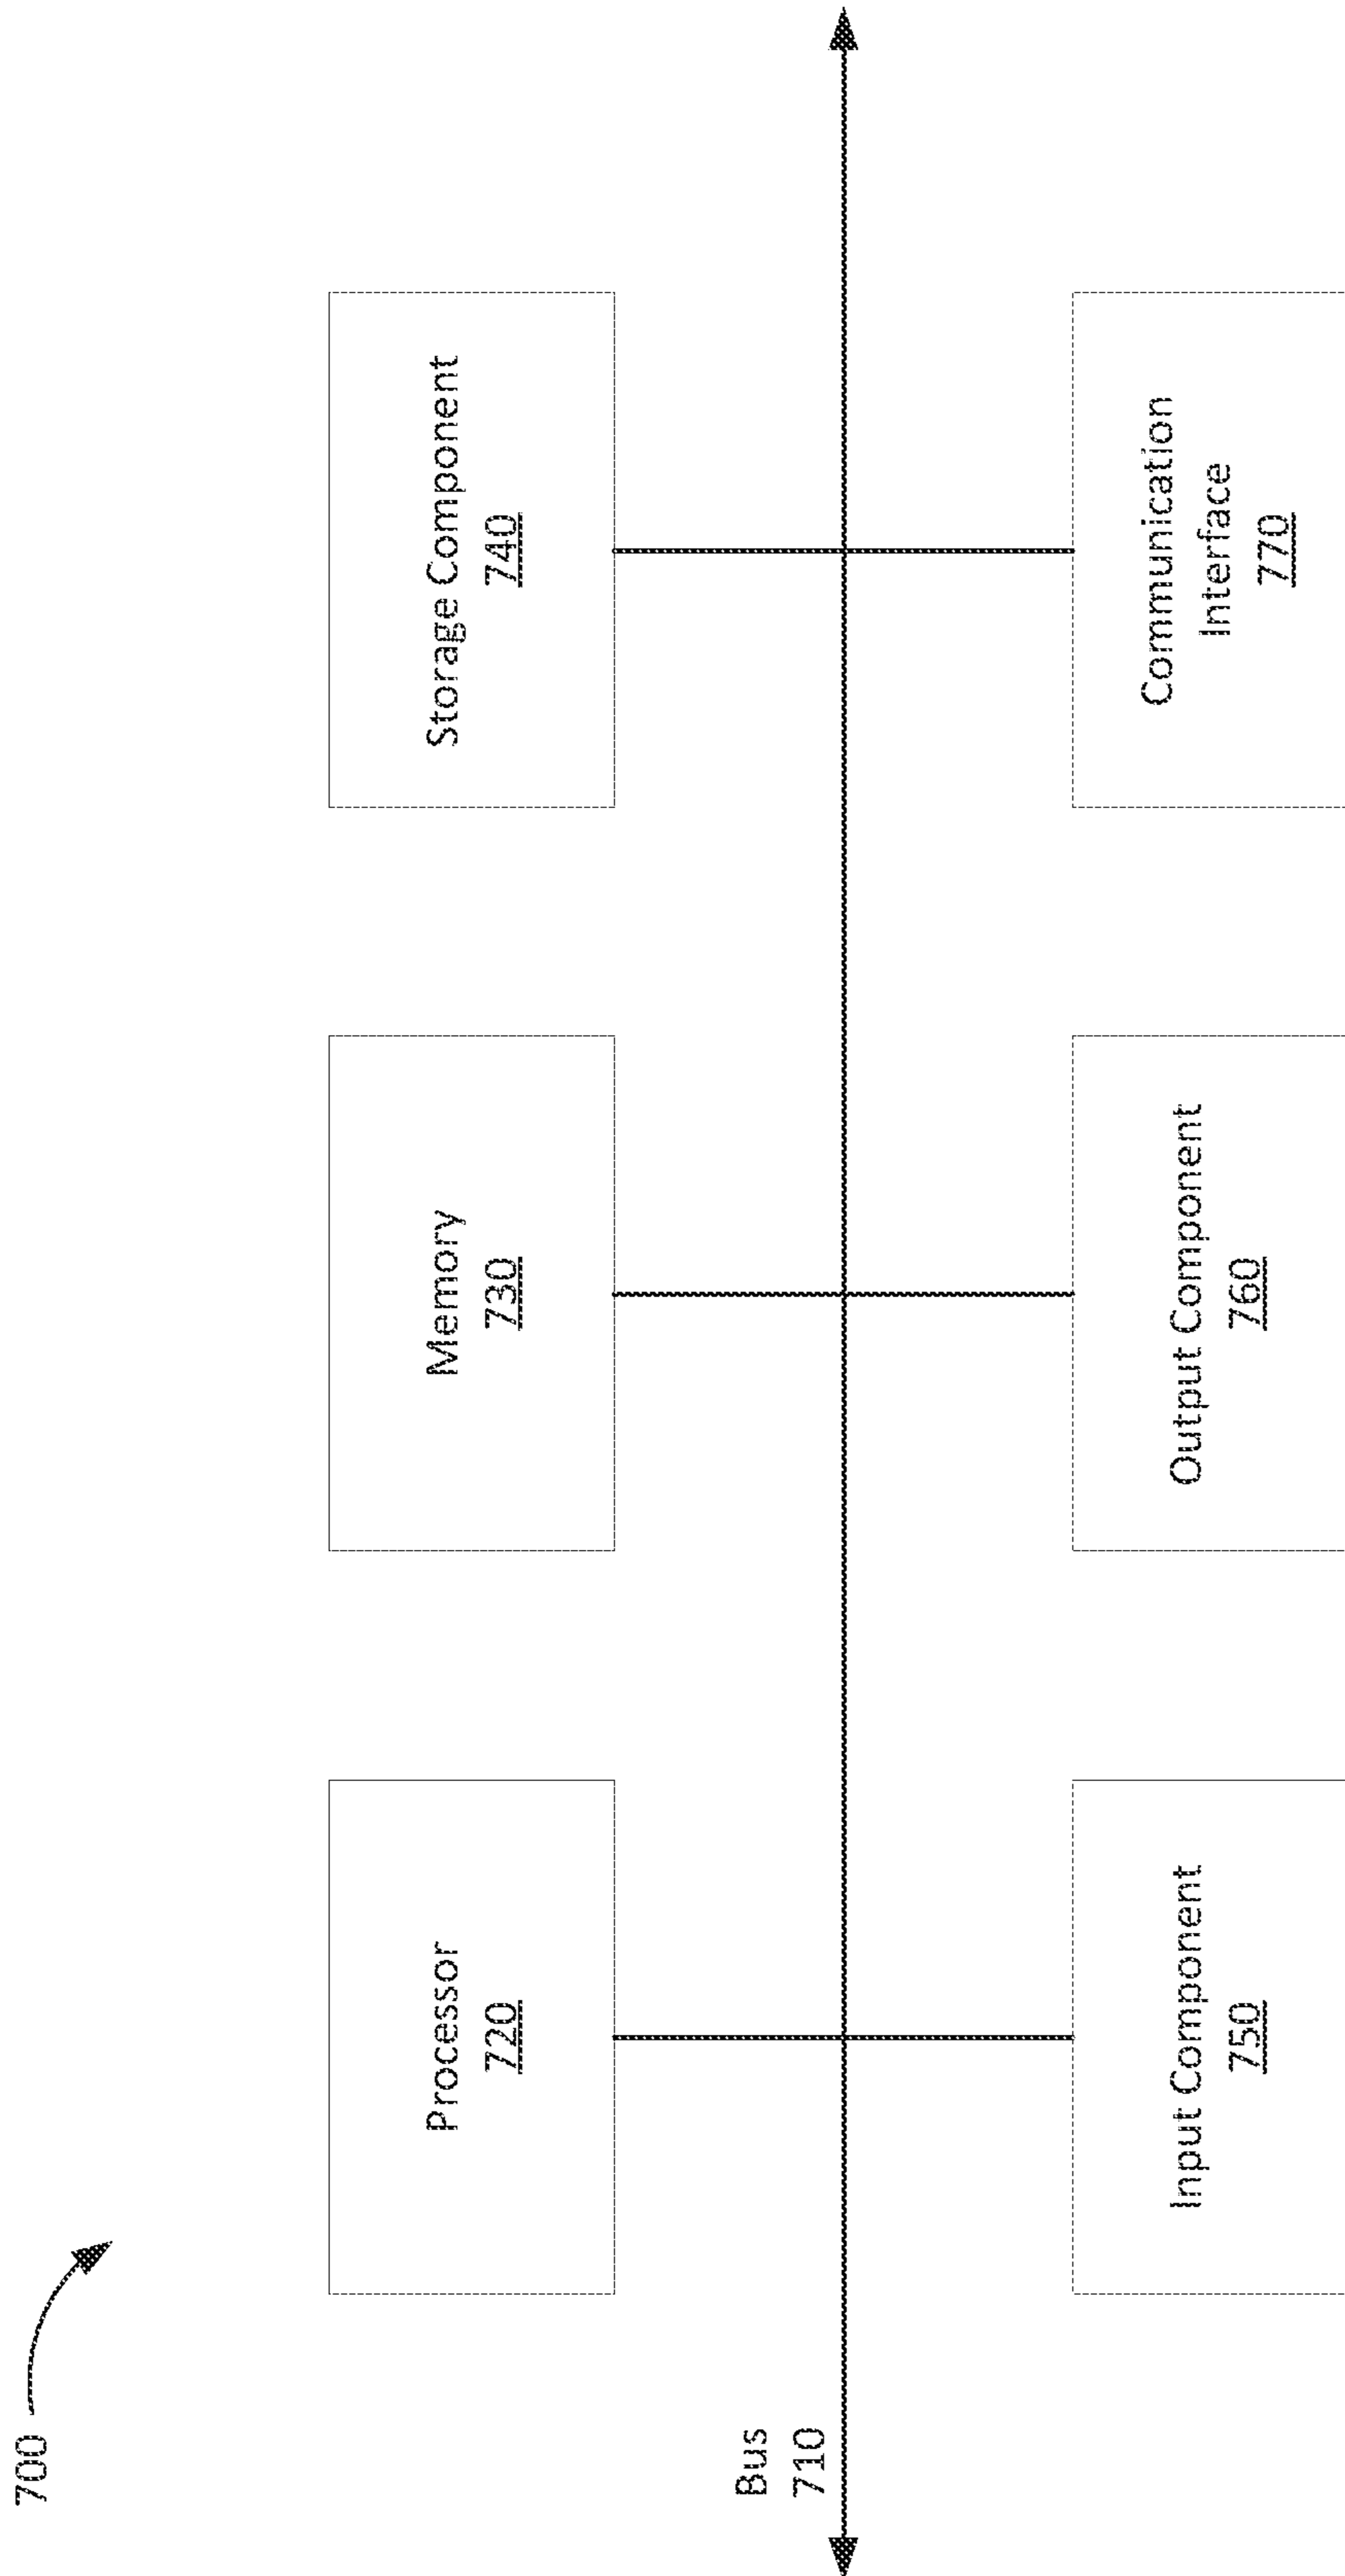 700
Processor
720
Memory
730
Storage Component
740
Bus
710
Input Component
750
Output Component
760
Communication
Interface
770